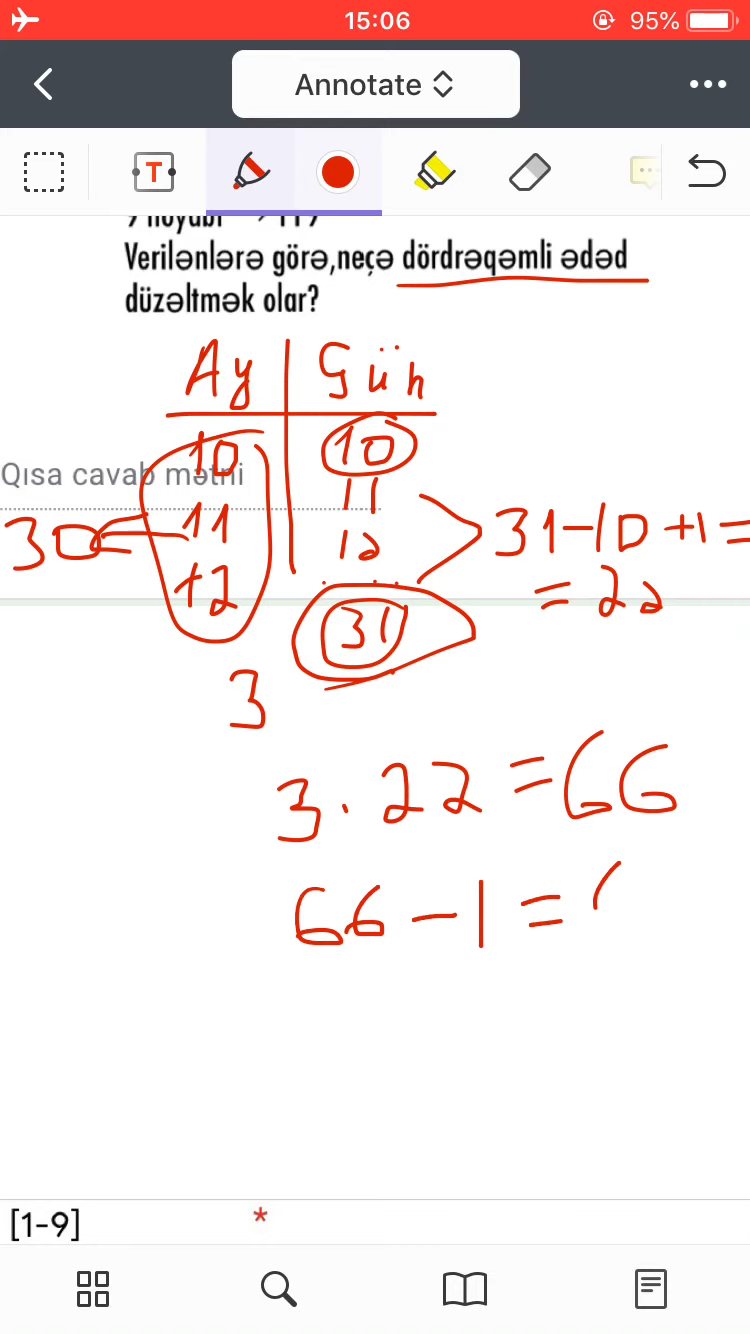 15:06
95%
Annotate
T
Verilənlərə görə,neçə dördrəqəmli ədəd
düzəltmək olar?
Ay Gün
10 10
Qısa cavab mətni
11
30 11 31-10+1=
12
12 =22
31
3
3.22=66
66-1=
[1-9] *